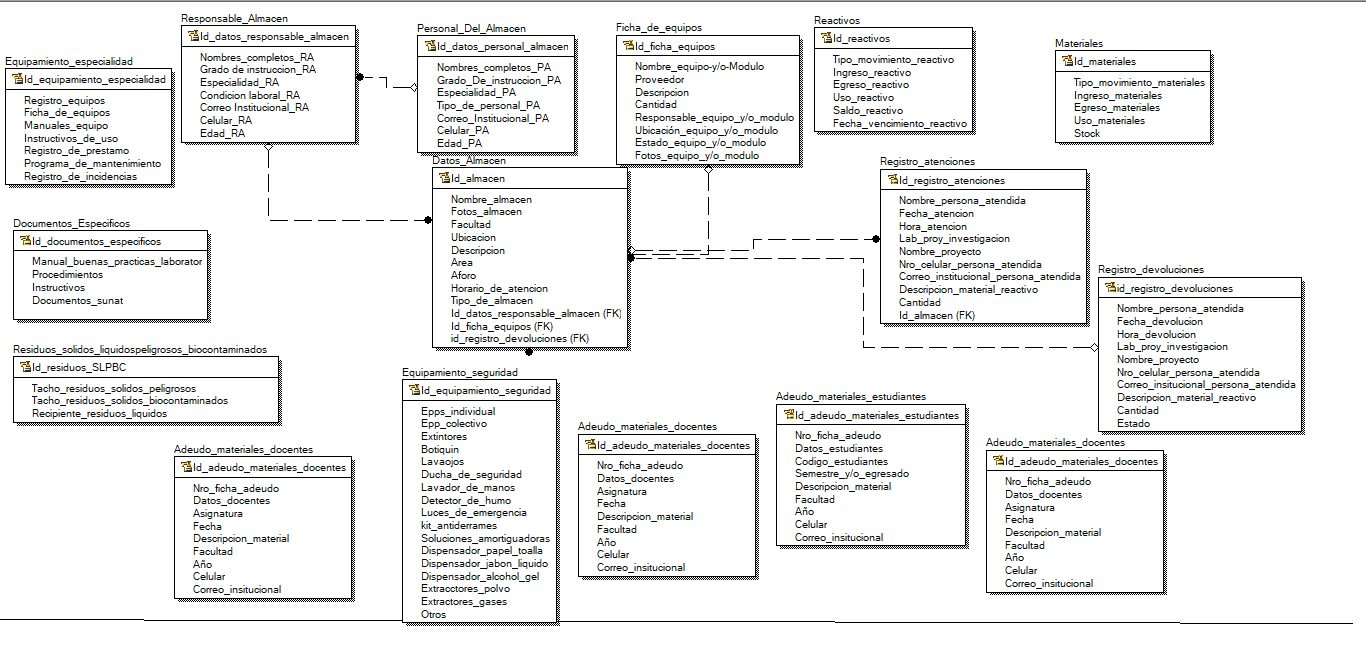 Responsable_Almacen
Id_datos_responsable_almacen
Nombres_completos_RA
Grado de instruccion_RA
Especialidad_RA
Condicion laboral_RA
Correo Institucional_RA
Celular_RA
Edad_RA
Personal_Del_Almacen
Id_datos_personal_almacen
Nombres_completos_PA
Grado_De_instruccion_PA
Especialidad_PA
Tipo_de_personal_PA
Correo_Institucional_PA
Celular_PA
Edad_PA
Ficha_de_equipos
Id_ficha_equipos
Nombre_equipo-y/o-Modulo
Proveedor
Descripcion
Cantidad
Responsable_equipo_y/o_modulo
Ubicación_equipo_y/o_modulo
Estado_equipo_y/o_modulo
Fotos_equipo_y/o_modulo
Reactivos
Id_reactivos
Tipo_movimiento_reactivo
Ingreso_reactivo
Egreso_reactivo
Uso_reactivo
Saldo_reactivo
Fecha_vencimiento_reactivo
Materiales
Id_materiales
Tipo_movimiento_materiales
Ingreso_materiales
Egreso_materiales
Uso_materiales
Stock
Equipamiento_especialidad
Id_equipamiento_especialidad
Registro_equipos
Ficha_de_equipos
Manuales_equipo
Instructivos_de_uso
Registro_de_prestamo
Programa_de_mantenimiento
Registro_de_incidencias
Datos_Almacen
Id_almacen
Nombre_almacen
Fotos_almacen
Facultad
Ubicacion
Descripcion
Area
Aforo
Horario_de_atencion
Tipo_de_almacen
Id_datos_responsable_almacen (FK)
Id_ficha_equipos (FK)
id_registro_devoluciones (FK)
Registro_atenciones
Id_registro_atenciones
Nombre_persona_atendida
Fecha_atencion
Hora_atencion
Lab_proy_investigacion
Nombre_proyecto
Nro_celular_persona_atendida
Correo_institucional_persona_atendida
Descripcion_material_reactivo
Cantidad
Id_almacen (FK)
Documentos_Especificos
Id_documentos_especificos
Manual_buenas_practicas_laborator
Procedimientos
Instructivos
Documentos_sunat
Registro_devoluciones
id_registro_devoluciones
Nombre_persona_atendida
Fecha_devolucion
Hora_devolucion
Lab_proy_investigacion
Nombre_proyecto
Nro_celular_persona_atendida
Correo_insitucional_persona_atendida
Descripcion_material_reactivo
Cantidad
Estado
Residuos_solidos_liquidospeligrosos_biocontaminados
Id_residuos_SLPBC
Tacho_residuos_solidos_peligrosos
Tacho_residuos_solidos_biocontaminados
Recipiente_residuos_liquidos
Equipamiento_seguridad
Id_equipamiento_seguridad
Epps_individual
Epp_colectivo
Extintores
Botiquin
Lavaojos
Ducha_de_seguridad
Lavador_de_manos
Detector_de_humo
Luces_de_emergencia
kit_antiderrames
Soluciones_amortiguadoras
Dispensador_papel_toalla
Dispensador_jabon_liquido
Dispensador_alcohol_gel
Extracctores_polvo
Extractores_gases
Otros
Adeudo_materiales_docentes
Id_adeudo_materiales_docentes
Nro_ficha_adeudo
Datos_docentes
Asignatura
Fecha
Descripcion_material
Facultad
Año
Celular
Correo_insitucional
Adeudo_materiales_docentes
Id_adeudo_materiales_docentes
Nro_ficha_adeudo
Datos_docentes
Asignatura
Fecha
Descripcion_material
Facultad
Año
Celular
Correo_insitucional
Adeudo_materiales_estudiantes
Id_adeudo_materiales_estudiantes
Nro_ficha_adeudo
Datos_estudiantes
Codigo_estudiantes
Semestre_y/o_egresado
Descripcion_material
Facultad
Año
Celular
Correo_insitucional
Adeudo_materiales_docentes
Id_adeudo_materiales_docentes
Nro_ficha_adeudo
Datos_docentes
Asignatura
Fecha
Descripcion_material
Facultad
Año
Celular
Correo_insitucional